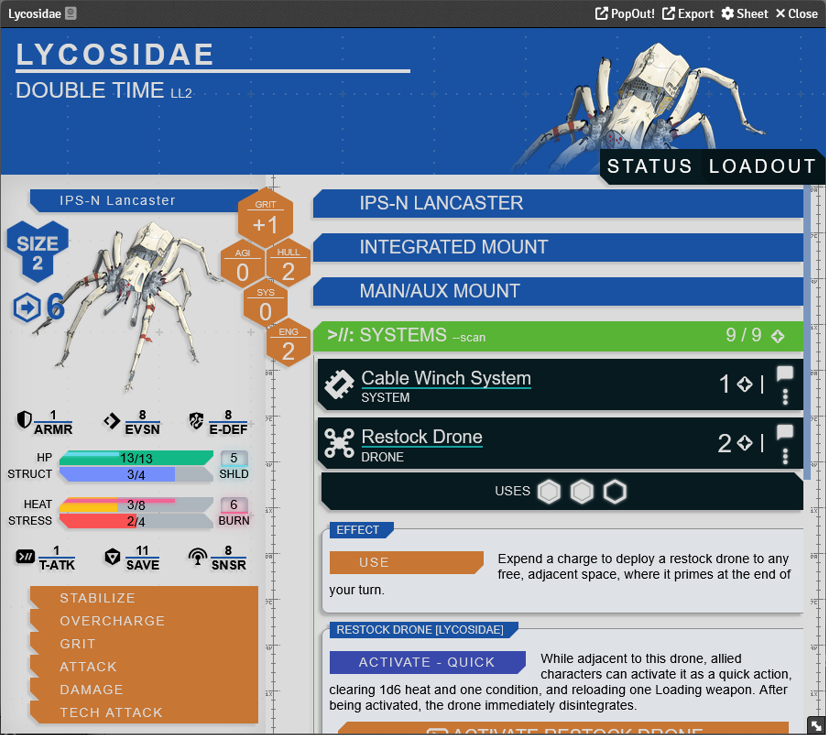 Lycosidae
PopOut! Export Sheet Close
LYCOSIDAE
DOUBLE TIME LL2
STATUS LOADOUT
IPS-N Lancaster
SIZE
2
6
GRIT
+1
AGI
0
HULL
2
SYS
0
ENG
2
1
ARMR
8
EVSN
8
E-DEF
HP 13/13
STRUCT 3/4
5
SHLD
HEAT 3/8
STRESS 2/4
6
BURN
1
T-ATK
11
SAVE
8
SNSR
STABILIZE
OVERCHARGE
GRIT
ATTACK
DAMAGE
TECH ATTACK
IPS-N LANCASTER
INTEGRATED MOUNT
MAIN/AUX MOUNT
>//: SYSTEMS --scan 9 / 9
Cable Winch System 1 |
SYSTEM
Restock Drone 2 |
DRONE
USES
EFFECT
USE
Expend a charge to deploy a restock drone to any
free, adjacent space, where it primes at the end of
your turn.
RESTOCK DRONE [LYCOSIDAE]
ACTIVATE - QUICK
While adjacent to this drone, allied
characters can activate it as a quick action,
clearing 1d6 heat and one condition, and reloading one Loading weapon. After
being activated, the drone immediately disintegrates.
ACTIVATE RESTOCK DRONE